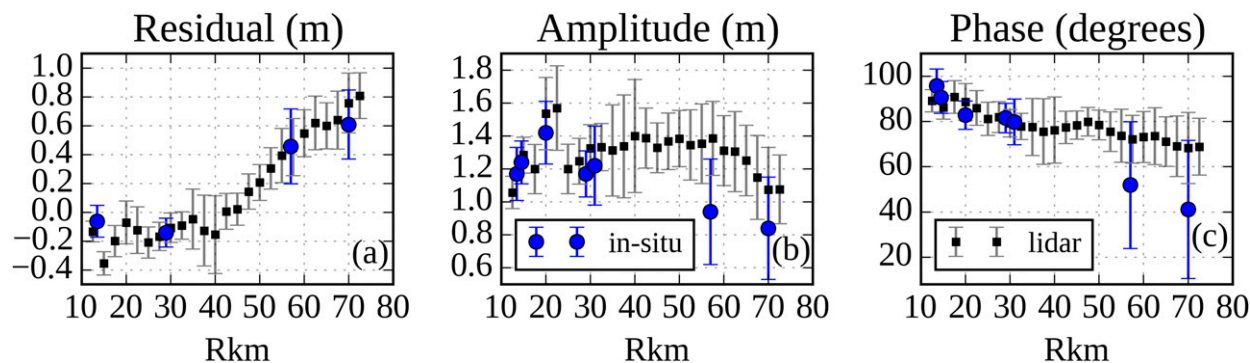 Residual (m)
1.0
0.8
0.6
0.4
0.2
0.0
−0.2
−0.4
(a)
10 20 30 40 50 60 70 80
Rkm
Amplitude (m)
1.8
1.6
1.4
1.2
1.0
0.8
0.6
in-situ
(b)
10 20 30 40 50 60 70 80
Rkm
Phase (degrees)
100
80
60
40
20
lidar
(c)
10 20 30 40 50 60 70 80
Rkm